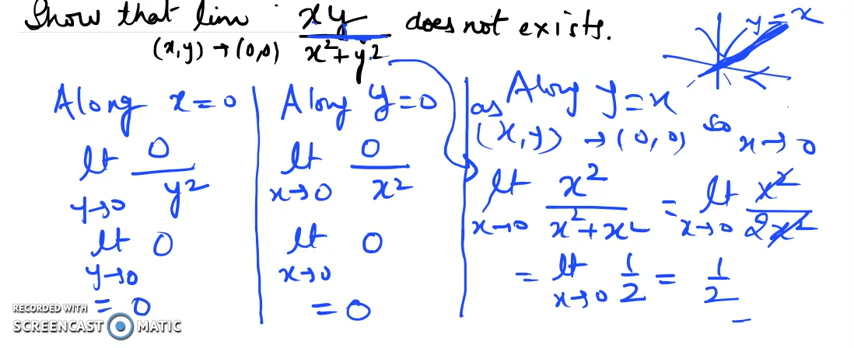 Show that lim (x,y)→(0,0) xy / x²+y² does not exists.
y=x
Along x=0
lt y→0 0 / y²
lt y→0 0
= 0
Along y=0
lt x→0 0 / x²
lt x→0 0
= 0
Along y=x
as (x,y) →(0,0) so x→0
lt x→0 x² / x²+x² = lt x→0 x² / 2x²
= lt x→0 1/2 = 1/2
RECORDED WITH
SCREENCAST MATIC